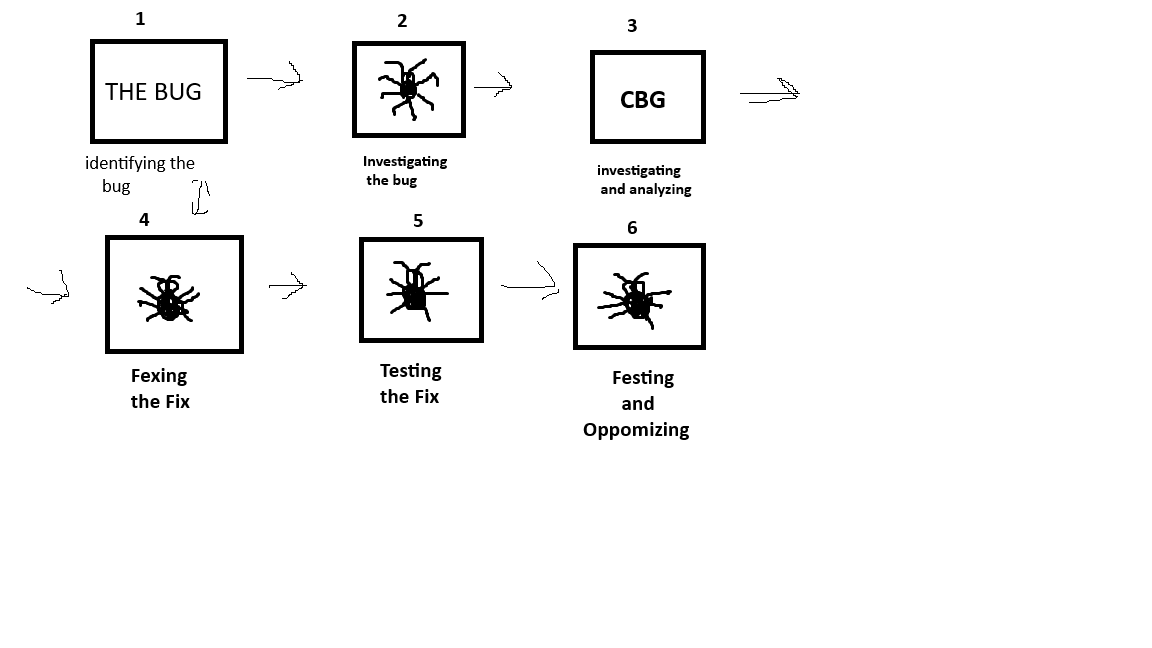 1
2
3
THE BUG
CBG
identifying the
bug
Investigating
the bug
investigating
and analyzing
4
5
6
Fexing
the Fix
Testing
the Fix
Festing
and
Oppomizing